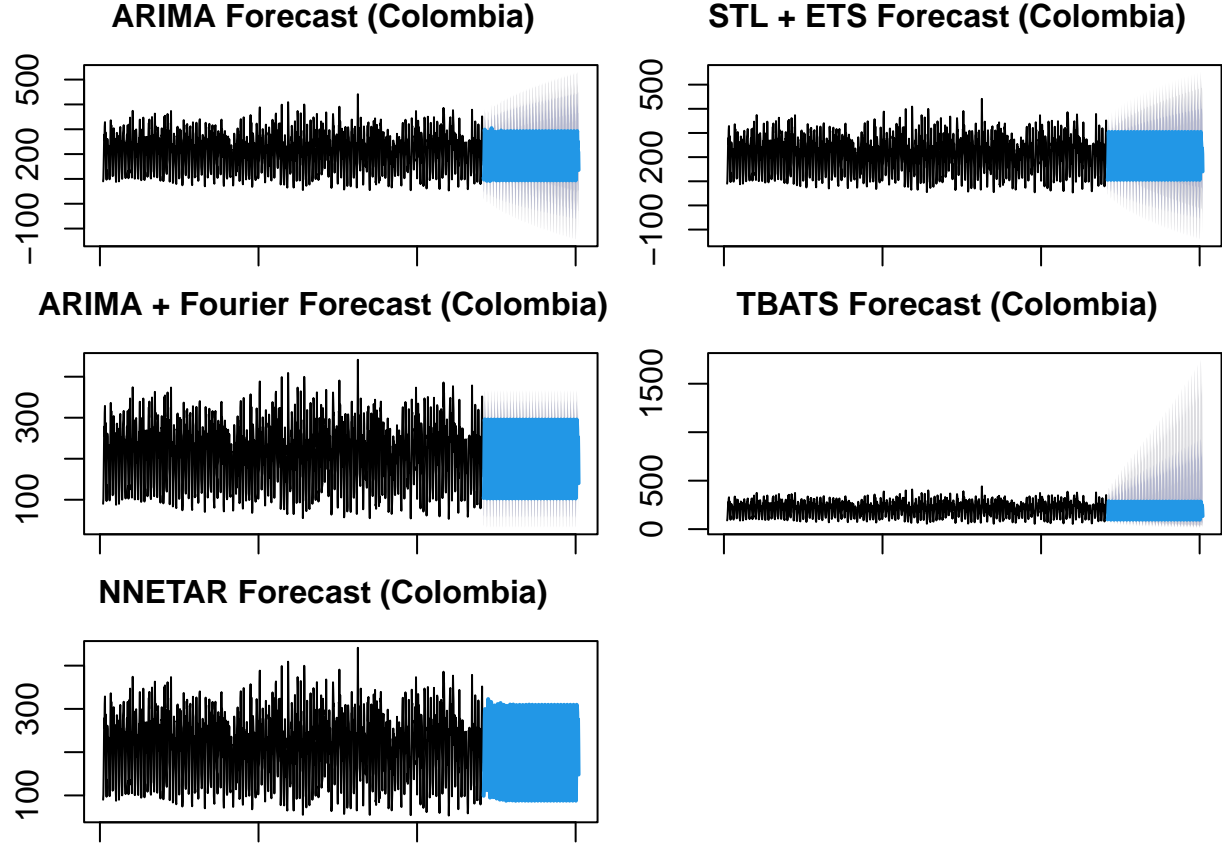 ARIMA Forecast (Colombia)
500
200
−100
STL + ETS Forecast (Colombia)
500
200
−100
ARIMA + Fourier Forecast (Colombia)
300
100
TBATS Forecast (Colombia)
1500
500
0
NNETAR Forecast (Colombia)
300
100